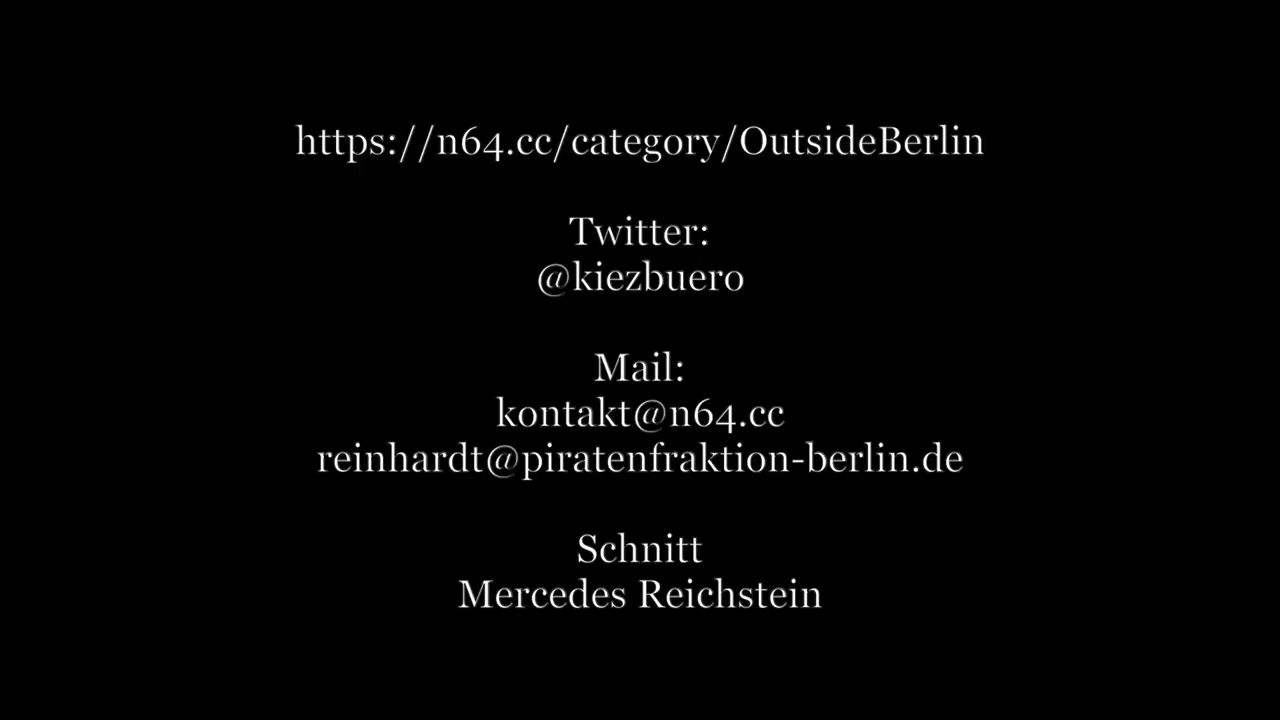 https://n64.cc/category/OutsideBerlin
Twitter:
@kiezbuero
Mail:
kontakt@n64.cc
reinhardt@piratenfraktion-berlin.de
Schnitt
Mercedes Reichstein